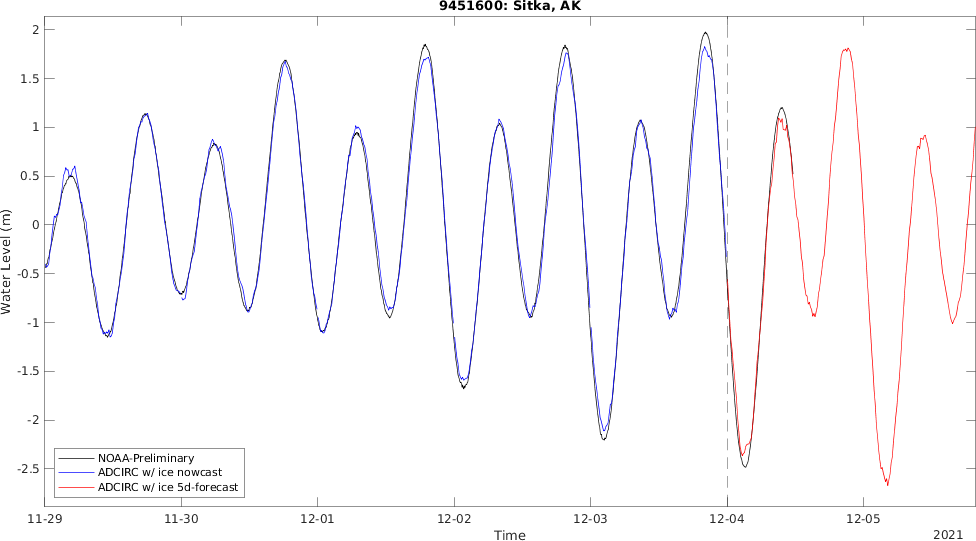 9451600: Sitka, AK
2
1.5
1
0.5
0
-0.5
-1
-1.5
-2
-2.5
Water Level (m)
NOAA-Preliminary
ADCIRC w/ ice nowcast
ADCIRC w/ ice 5d-forecast
11-29 11-30 12-01 12-02 12-03 12-04 12-05
Time
2021